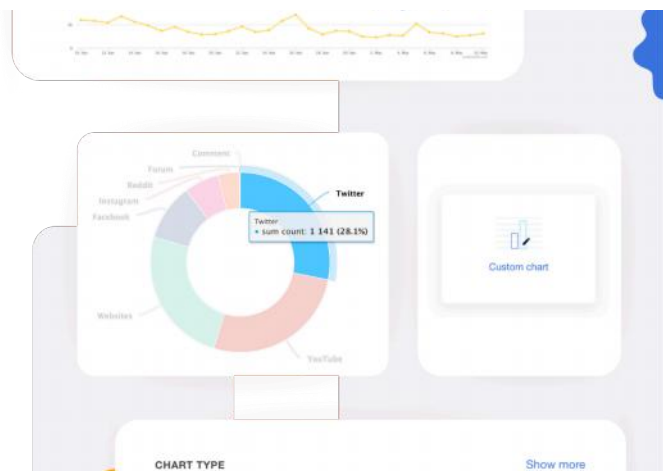 Comment
Forum
Reddit
Instagram
Facebook
Twitter
Twitter
• sum count: 1 141 (28.1%)
Websites
YouTube
Custom chart
CHART TYPE
Show more